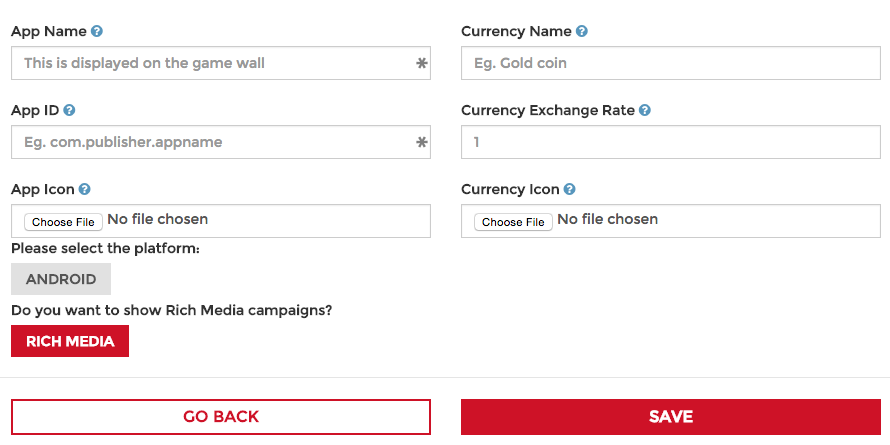 App Name ?
Currency Name ?
This is displayed on the game wall *
Eg. Gold coin
App ID ?
Currency Exchange Rate ?
Eg. com.publisher.appname *
1
App Icon ?
Currency Icon ?
Choose File No file chosen
Choose File No file chosen
Please select the platform:
ANDROID
Do you want to show Rich Media campaigns?
RICH MEDIA
GO BACK
SAVE